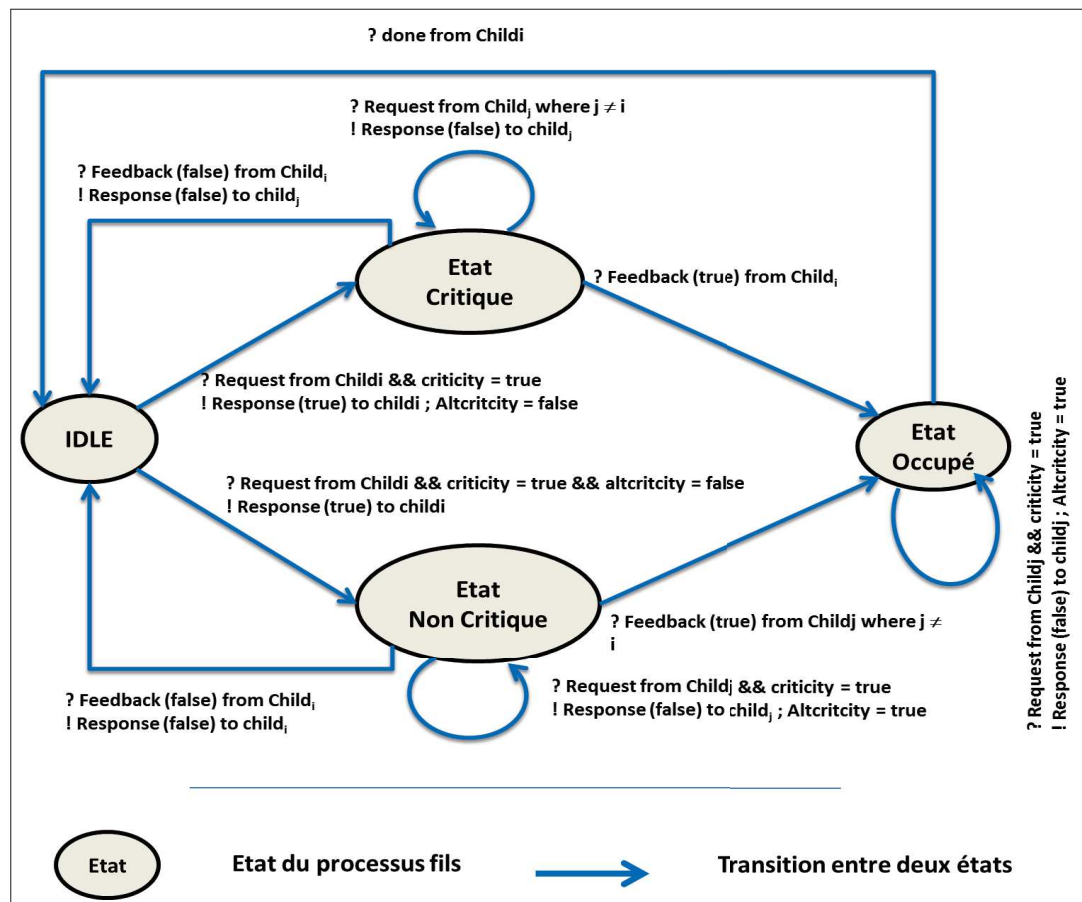 ? done from Childi
? Request from Childj where j ≠ i
! Response (false) to childj
? Feedback (false) from Childi
! Response (false) to childj
Etat
Critique
? Feedback (true) from Childi
? Request from Childi && criticity = true
! Response (true) to childi ; Altcritcity = false
IDLE
Etat
Occupé
? Request from Childi && criticity = true && altcritcity = false
! Response (true) to childi
Etat
Non Critique
? Feedback (true) from Childj where j ≠
i
? Request from Childj && criticity = true
! Response (false) to childj ; Altcritcity = true
? Feedback (false) from Childi
! Response (false) to childi
? Request from Childj && criticity = true
! Response (false) to childj ; Altcritcity = true
Etat
Etat du processus fils
Transition entre deux états